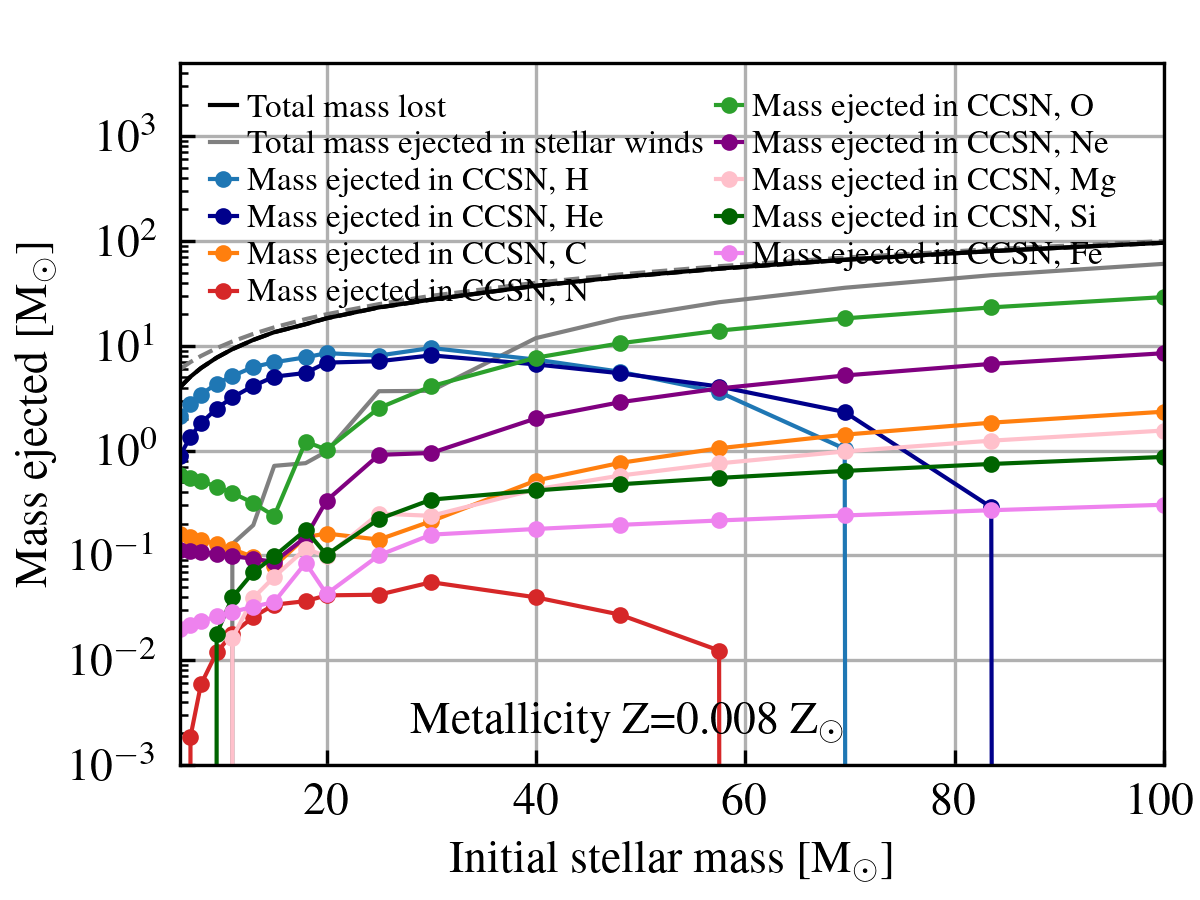 Total mass lost
Total mass ejected in stellar winds
Mass ejected in CCSN, H
Mass ejected in CCSN, He
Mass ejected in CCSN, C
Mass ejected in CCSN, N
Mass ejected in CCSN, O
Mass ejected in CCSN, Ne
Mass ejected in CCSN, Mg
Mass ejected in CCSN, Si
Mass ejected in CCSN, Fe
10³
10²
10¹
10⁰
10⁻¹
10⁻²
10⁻³
Mass ejected [M☉]
Metallicity Z=0.008 Z☉
20 40 60 80 100
Initial stellar mass [M☉]